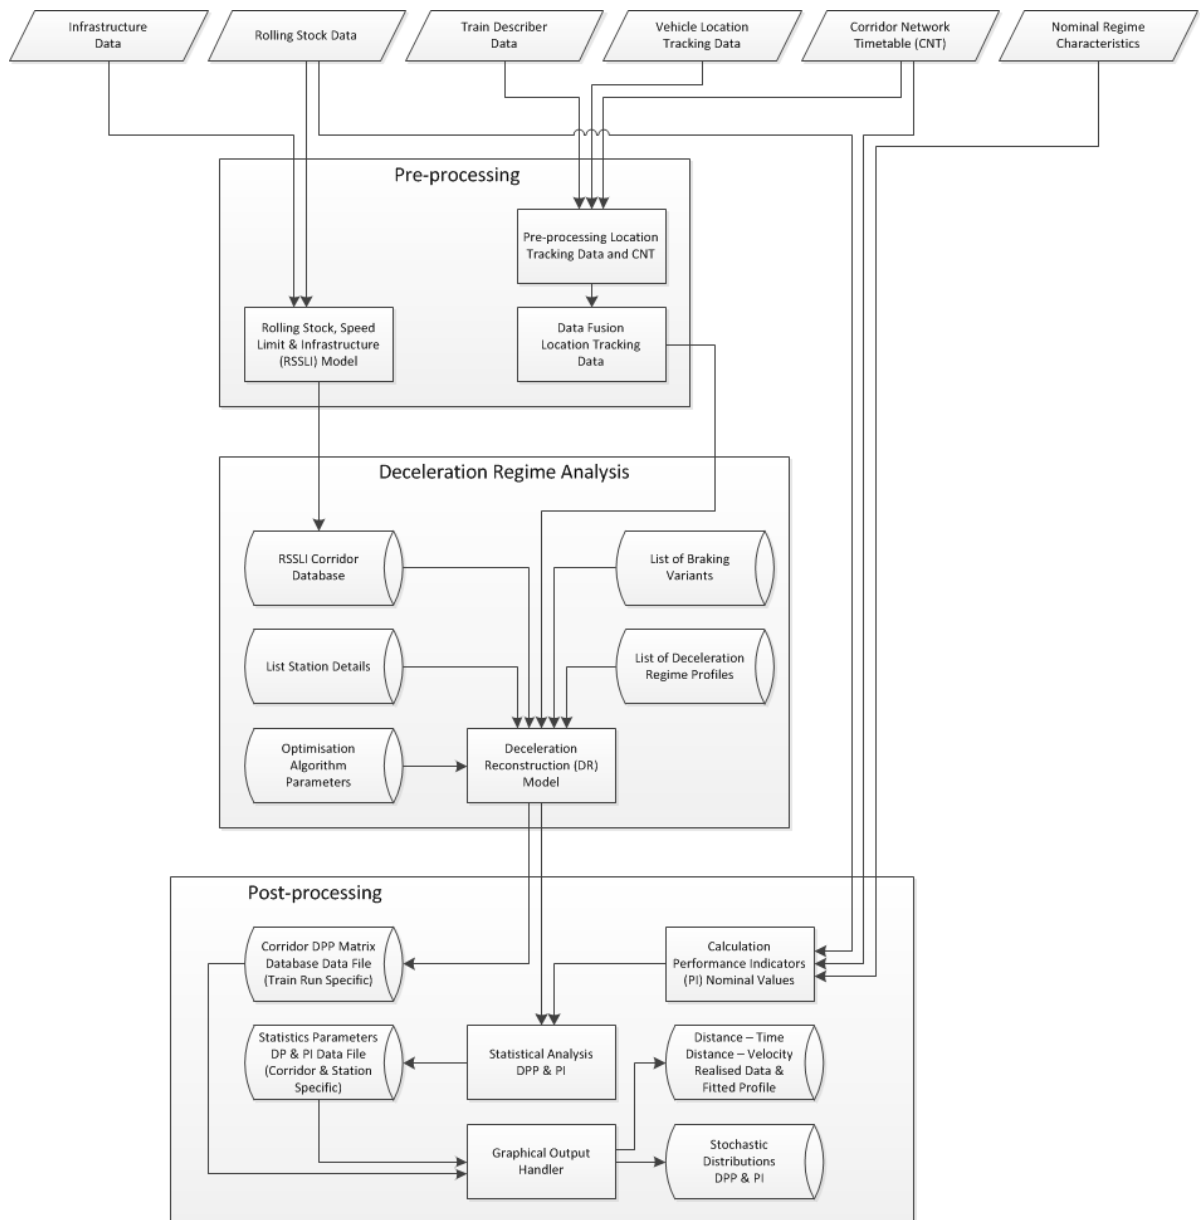 Infrastructure
Data
Rolling Stock Data
Train Describer
Data
Vehicle Location
Tracking Data
Corridor Network
Timetable (CNT)
Nominal Regime
Characteristics
Pre-processing
Pre-processing Location
Tracking Data and CNT
Rolling Stock, Speed
Limit & Infrastructure
(RSSLI) Model
Data Fusion
Location Tracking
Data
Deceleration Regime Analysis
RSSLI Corridor
Database
List of Braking
Variants
List Station Details
List of Deceleration
Regime Profiles
Optimisation
Algorithm
Parameters
Deceleration
Reconstruction (DR)
Model
Post-processing
Corridor DPP Matrix
Database Data File
(Train Run Specific)
Calculation
Performance Indicators
(PI) Nominal Values
Statistics Parameters
DP & PI Data File
(Corridor & Station
Specific)
Statistical Analysis
DPP & PI
Distance – Time
Distance – Velocity
Realised Data &
Fitted Profile
Graphical Output
Handler
Stochastic
Distributions
DPP & PI